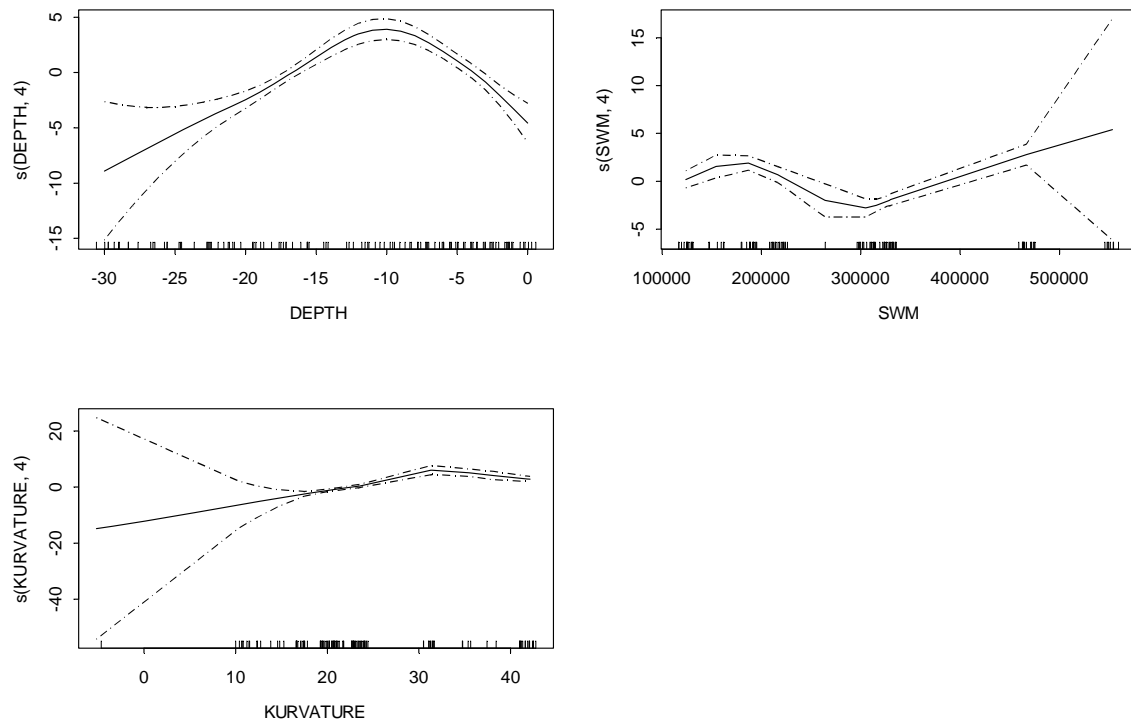 s(DEPTH, 4)
5
0
-5
-10
-15
-30 -25 -20 -15 -10 -5 0
DEPTH
s(SWM, 4)
15
10
5
0
-5
100000 200000 300000 400000 500000
SWM
s(KURVATURE, 4)
20
0
-20
-40
0 10 20 30 40
KURVATURE